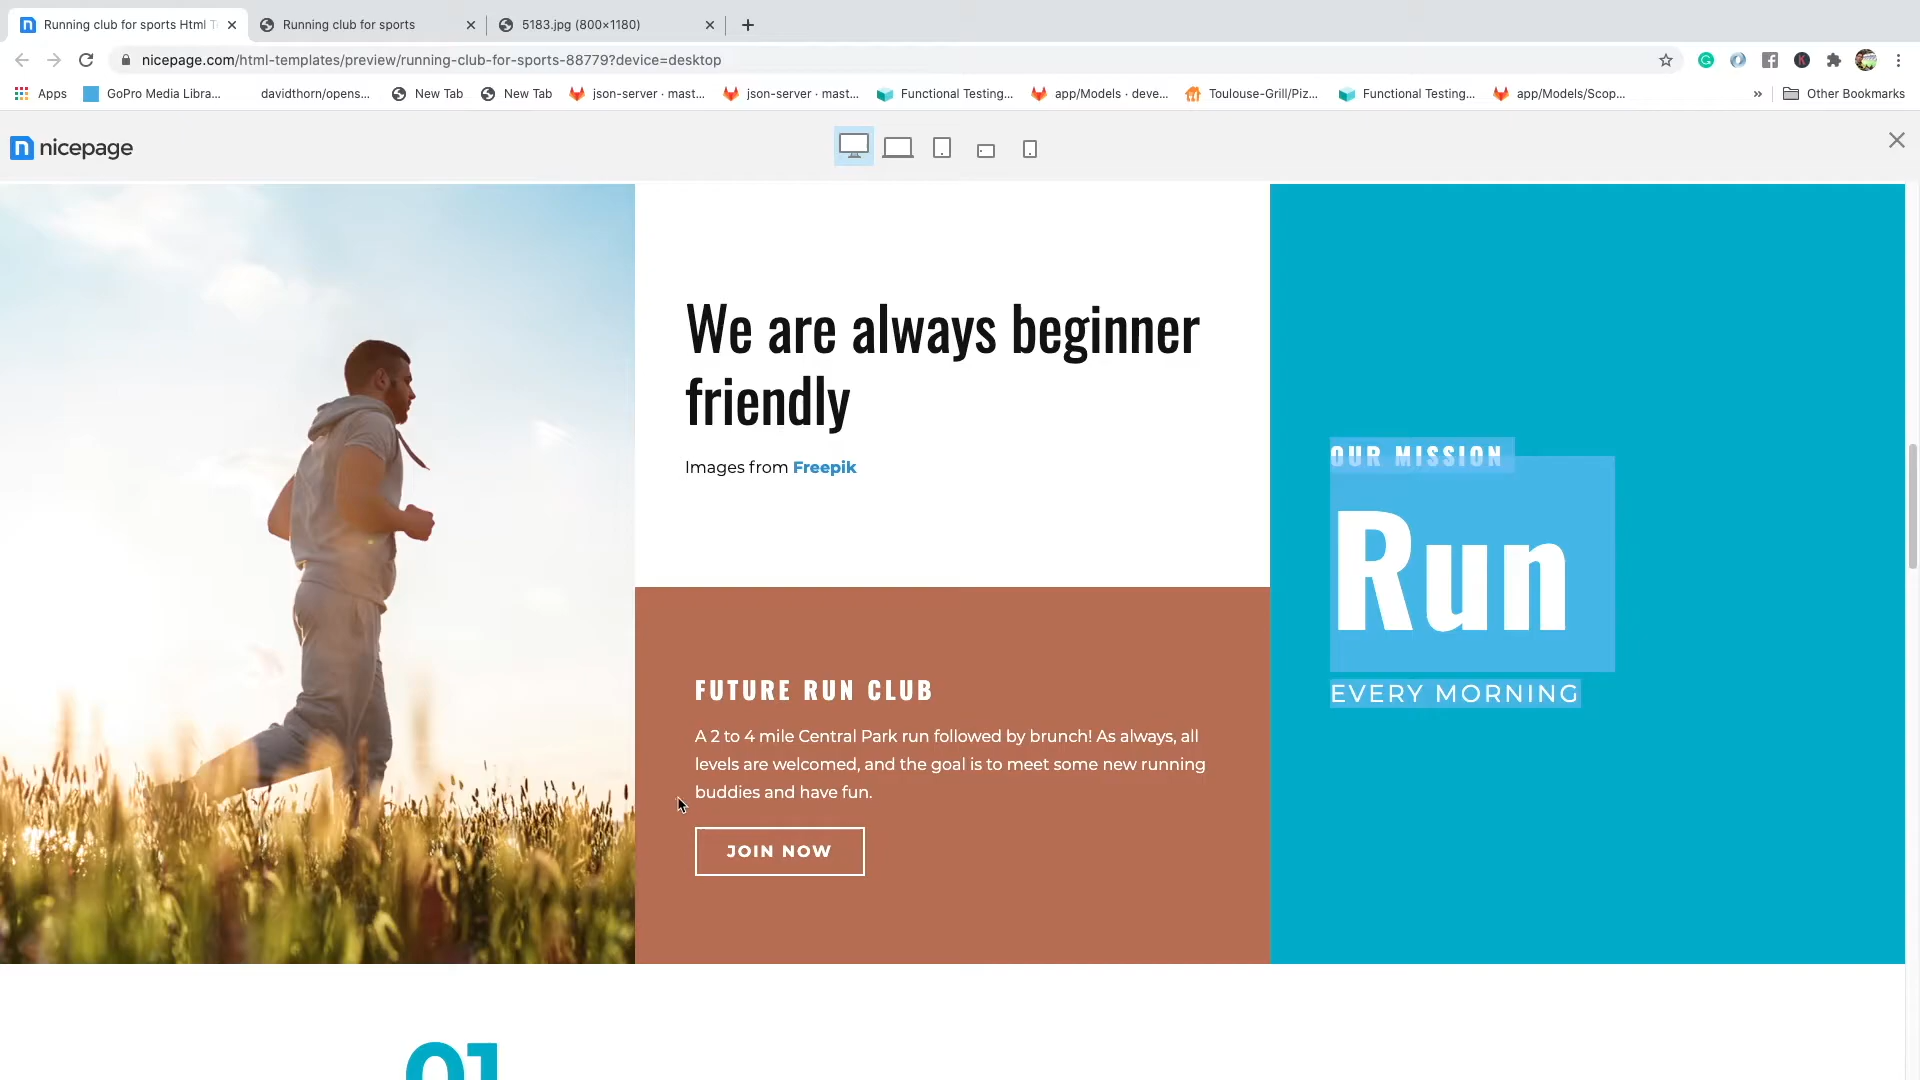 Running club for sports Html Te
Running club for sports
5183.jpg (800×1180)
nicepage.com/html-templates/preview/running-club-for-sports-88779?device=desktop
Apps
GoPro Media Libra...
davidthorn/opens...
New Tab
New Tab
json-server · mast...
json-server · mast...
Functional Testing...
app/Models · deve...
Toulouse-Grill/Piz...
Functional Testing...
app/Models/Scop...
»
Other Bookmarks
nicepage
We are always beginner
friendly
Images from Freepik
FUTURE RUN CLUB
A 2 to 4 mile Central Park run followed by brunch! As always, all
levels are welcomed, and the goal is to meet some new running
buddies and have fun.
JOIN NOW
OUR MISSION
Run
EVERY MORNING
01